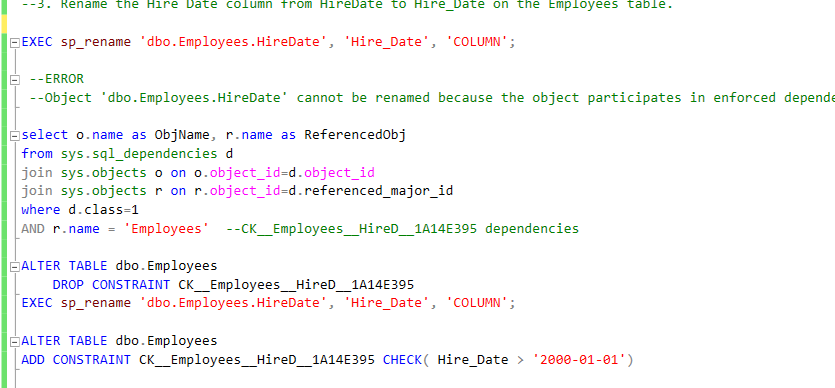 --3. Rename the Hire Date column from HireDate to Hire_Date on the Employees table.
EXEC sp_rename 'dbo.Employees.HireDate', 'Hire_Date', 'COLUMN';
--ERROR
--Object 'dbo.Employees.HireDate' cannot be renamed because the object participates in enforced depende
select o.name as ObjName, r.name as ReferencedObj
from sys.sql_dependencies d
join sys.objects o on o.object_id=d.object_id
join sys.objects r on r.object_id=d.referenced_major_id
where d.class=1
AND r.name = 'Employees'  --CK__Employees__HireD__1A14E395 dependencies
ALTER TABLE dbo.Employees
DROP CONSTRAINT CK__Employees__HireD__1A14E395
EXEC sp_rename 'dbo.Employees.HireDate', 'Hire_Date', 'COLUMN';
ALTER TABLE dbo.Employees
ADD CONSTRAINT CK__Employees__HireD__1A14E395 CHECK( Hire_Date > '2000-01-01')